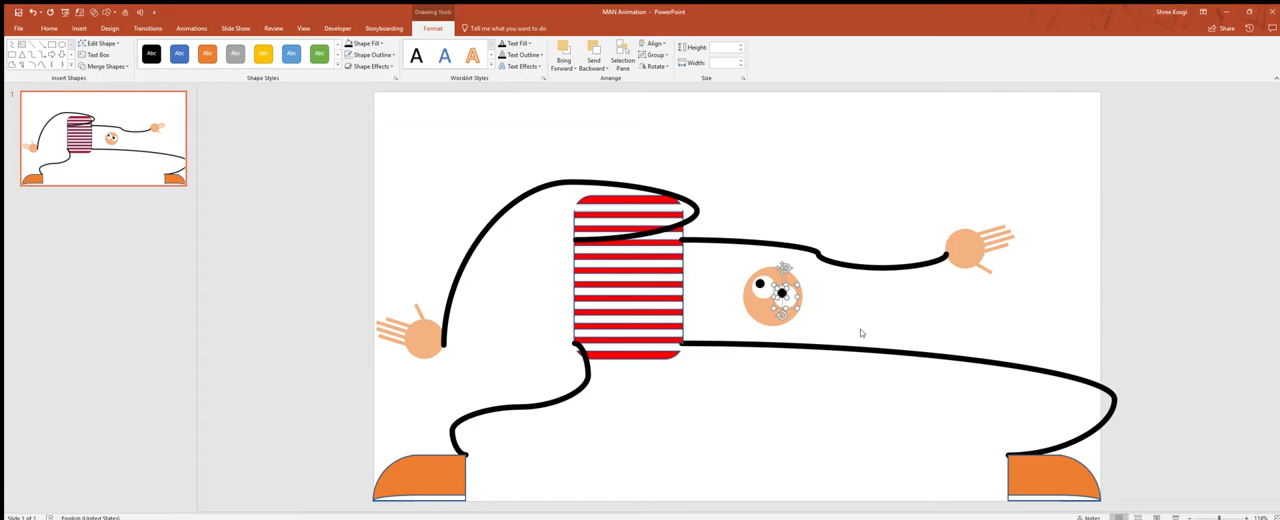 Drawing Tools
MAN Animation - PowerPoint
Shree Kosgi
File Home Insert Design Transitions Animations Slide Show Review View Developer Storyboarding Format Tell me what you want to do
Share
Edit Shape
Text Box
Merge Shapes
Insert Shapes
Abc Abc Abc Abc Abc Abc Abc
Shape Fill
Shape Outline
Shape Effects
Shape Styles
A A A
Text Fill
Text Outline
Text Effects
WordArt Styles
Bring Forward
Send Backward
Selection Pane
Align
Group
Rotate
Arrange
Height:
Width:
Size
1
Slide 1 of 1 English (United States)
Notes
114%